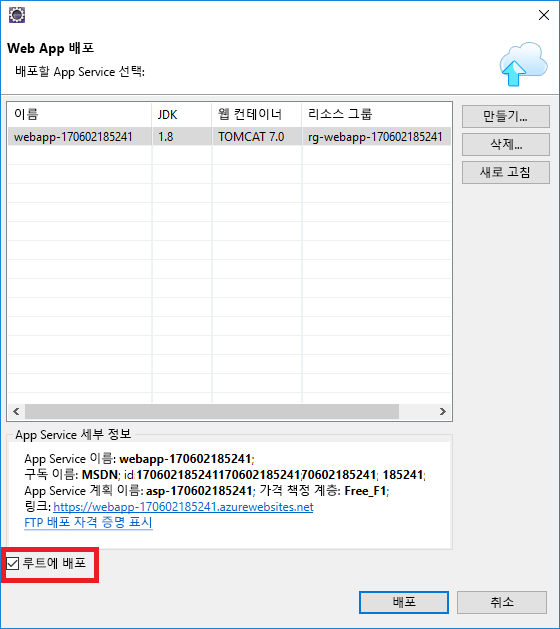 Web App 배포
배포할 App Service 선택:
이름 JDK 웹 컨테이너 리소스 그룹
webapp-170602185241 1.8 TOMCAT 7.0 rg-webapp-170602185241
만들기...
삭제...
새로 고침
App Service 세부 정보
App Service 이름: webapp-170602185241;
구독 이름: MSDN; id:170602185241170602185241,70602185241; 185241;
App Service 계획 이름: asp-170602185241; 가격 책정 계층: Free_F1;
링크: https://webapp-170602185241.azurewebsites.net
FTP 배포 자격 증명 표시
루트에 배포
배포 취소